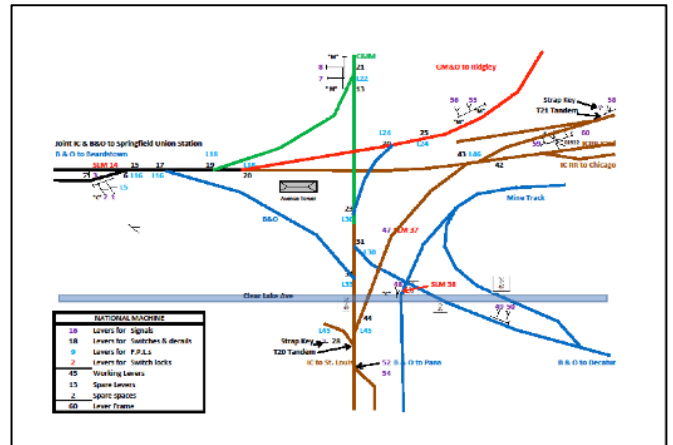 C&IM
"N"
8
7
"N"
21
L22
13
GM&O to Ridgley
56
55
"N"
Strap Key
T21 Tandem
58
60
59
Joint IC & B&O to Springfield Union Station
B & O to Beardstown
L18
SLM 14
15
17
19
L16
L16
20
L24
25
L24
43
L46
42
IC RR to Chicago
Avenue Tower
Mine Track
B&O
L30
31
L30
47
SLM 37
48
SLM 38
Clear Lake Ave
49
50
44
L45
L45
Strap Key
28
T20 Tandem
IC to St. Louis
52
B & O to Pana
54
B & O to Decatur
NATIONAL MACHINE
16 Levers for Signals
18 Levers for Switches & derails
9 Levers for F.P.L.s
2 Levers for Switch locks
45 Working Levers
13 Spare Levers
2 Spare spaces
60 Lever Frame